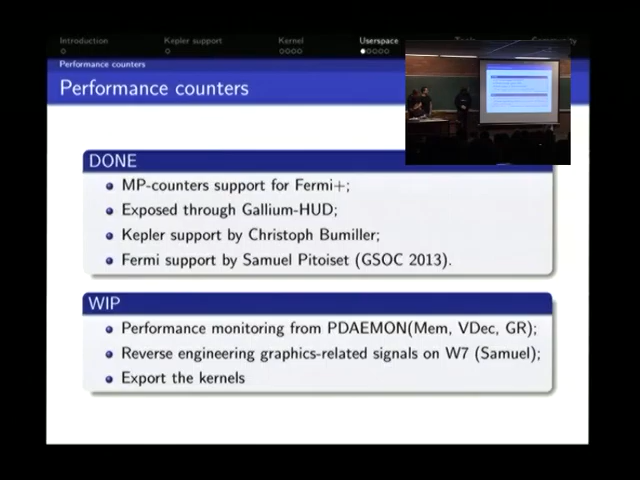 Introduction Kepler support Kernel Userspace Tools Community
Performance counters
Performance counters
DONE
MP-counters support for Fermi+;
Exposed through Gallium-HUD;
Kepler support by Christoph Bumiller;
Fermi support by Samuel Pitoiset (GSOC 2013).
WIP
Performance monitoring from PDAEMON(Mem, VDec, GR);
Reverse engineering graphics-related signals on W7 (Samuel);
Export the kernels